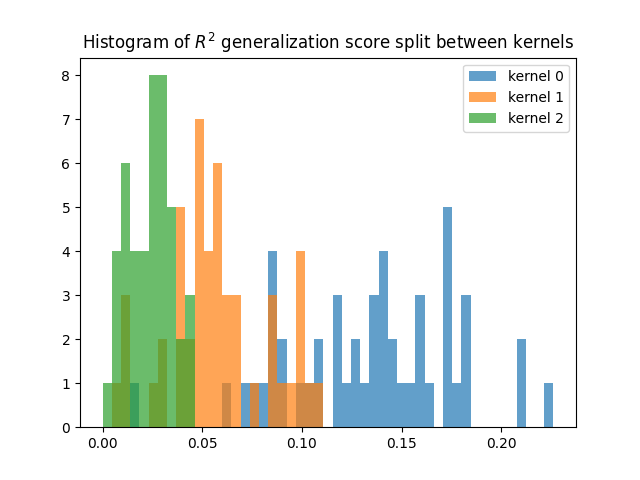 Histogram of R² generalization score split between kernels
kernel 0
kernel 1
kernel 2
8
7
6
5
4
3
2
1
0
0.00 0.05 0.10 0.15 0.20